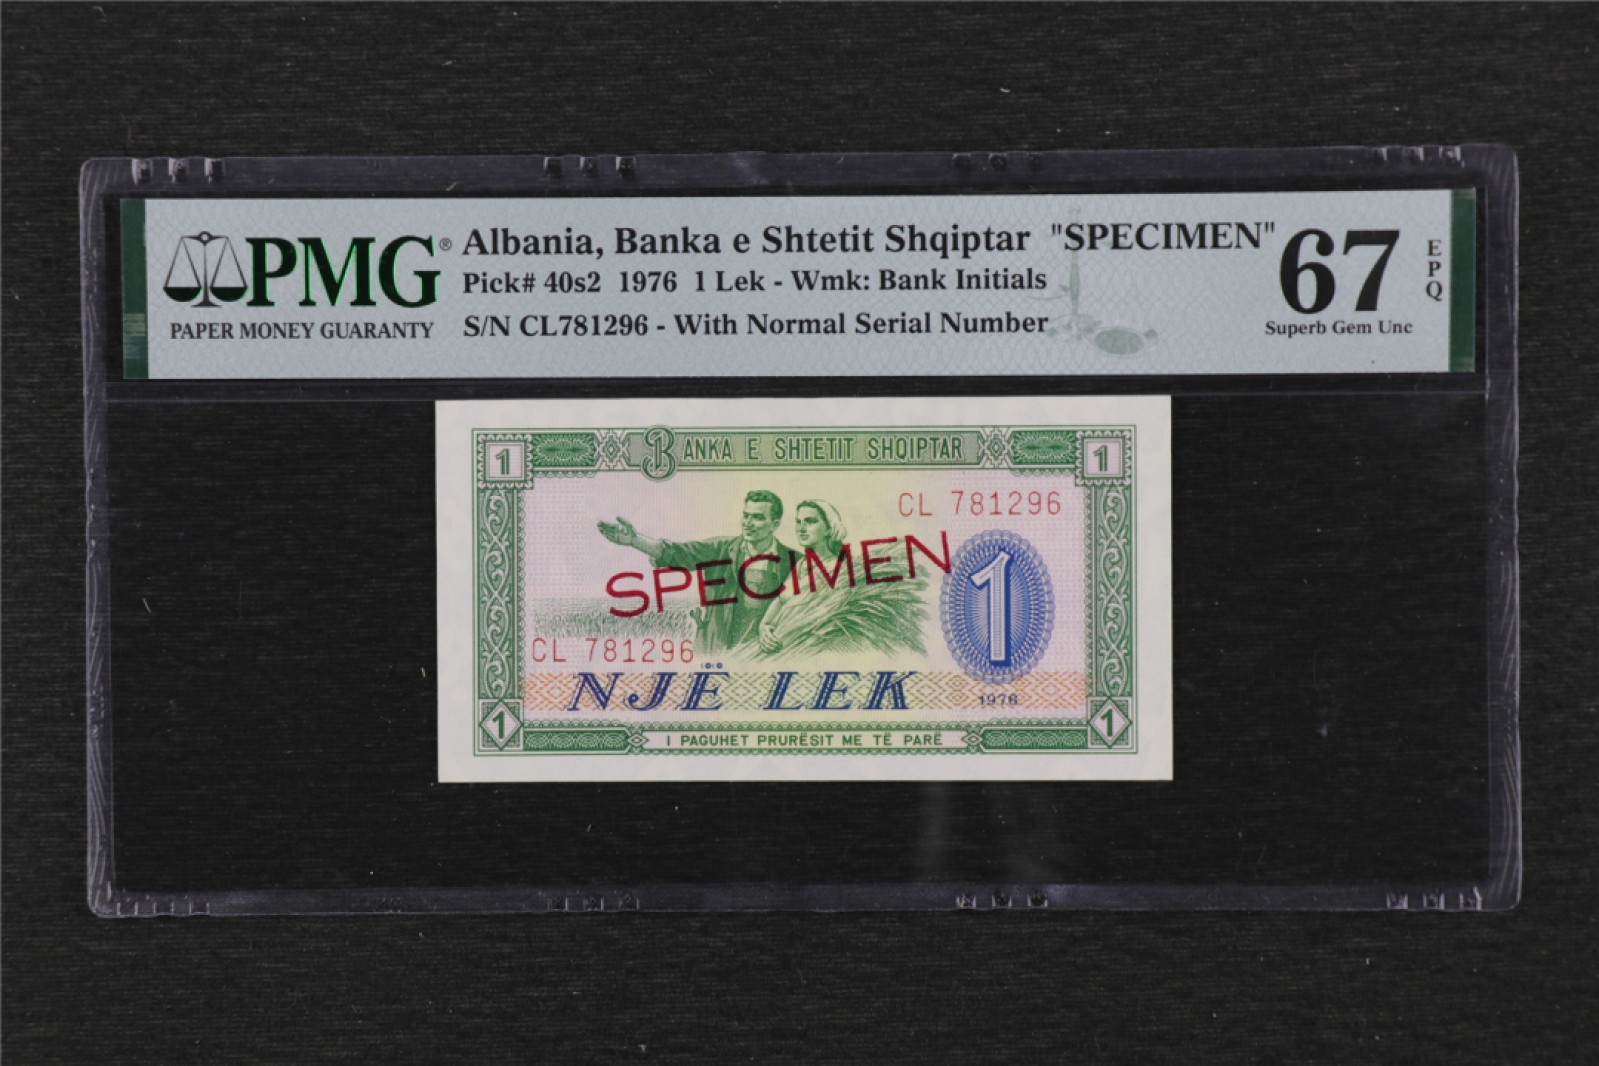 PMG®
PAPER MONEY GUARANTY
Albania, Banka e Shtetit Shqiptar "SPECIMEN"
Pick# 40s2 1976 1 Lek - Wmk: Bank Initials
S/N CL781296 - With Normal Serial Number
67
EPQ
Superb Gem Unc
1 BANKA E SHTETIT SHQIPTAR 1
CL 781296
SPECIMEN
1
CL 781296
NJË LEK
1976
1 I PAGUHET PRURËSIT ME TË PARË 1